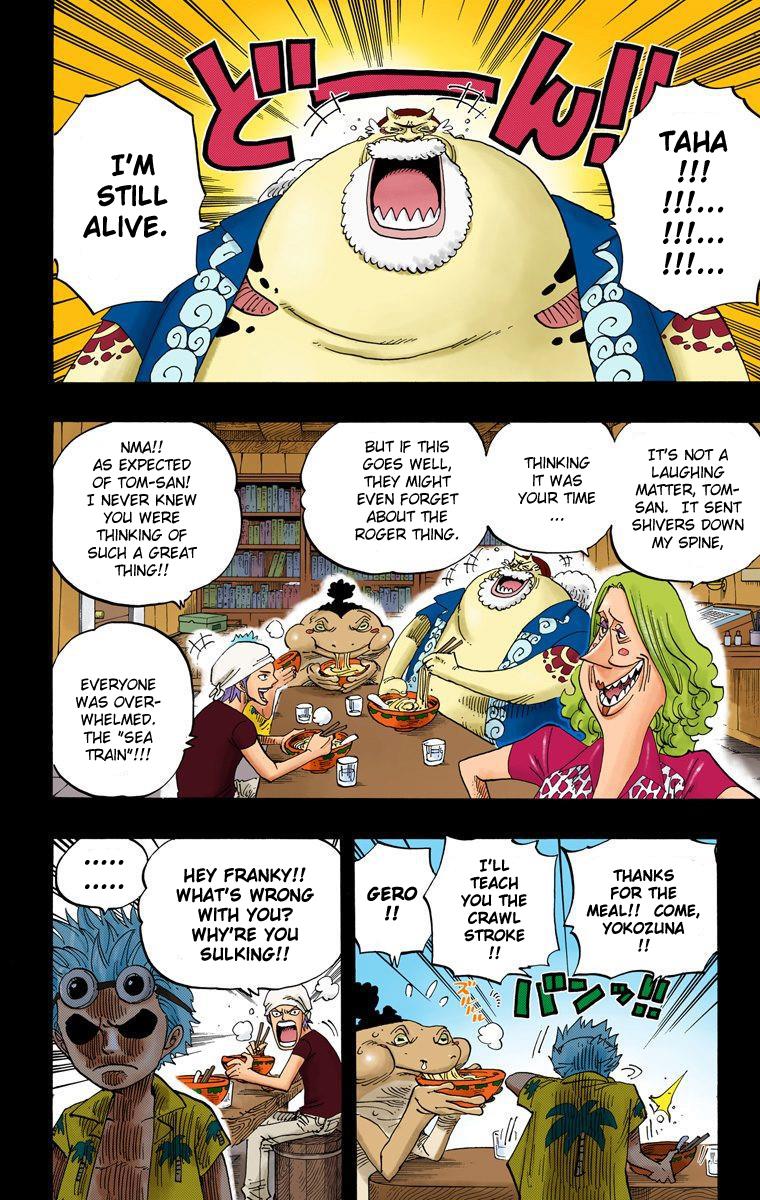 どーん!!
TAHA
!!!
!!!...
!!!...
!!!...
I'M
STILL
ALIVE.
IT'S NOT A
LAUGHING
MATTER, TOM-
SAN. IT SENT
SHIVERS DOWN
MY SPINE,
THINKING
IT WAS
YOUR TIME
...
BUT IF THIS
GOES WELL,
THEY MIGHT
EVEN FORGET
ABOUT THE
ROGER THING.
NMA!!
AS EXPECTED
OF TOM-SAN!
I NEVER KNEW
YOU WERE
THINKING OF
SUCH A GREAT
THING!!
EVERYONE
WAS OVER-
WHELMED.
THE "SEA
TRAIN"!!!
THANKS
FOR THE
MEAL!! COME,
YOKOZUNA
!!
I'LL
TEACH
YOU THE
CRAWL
STROKE
!!
GERO
!!
バンッ!!
ズルルル
HEY FRANKY!!
WHAT'S WRONG
WITH YOU?
WHY'RE YOU
SULKING!!
.....
.....